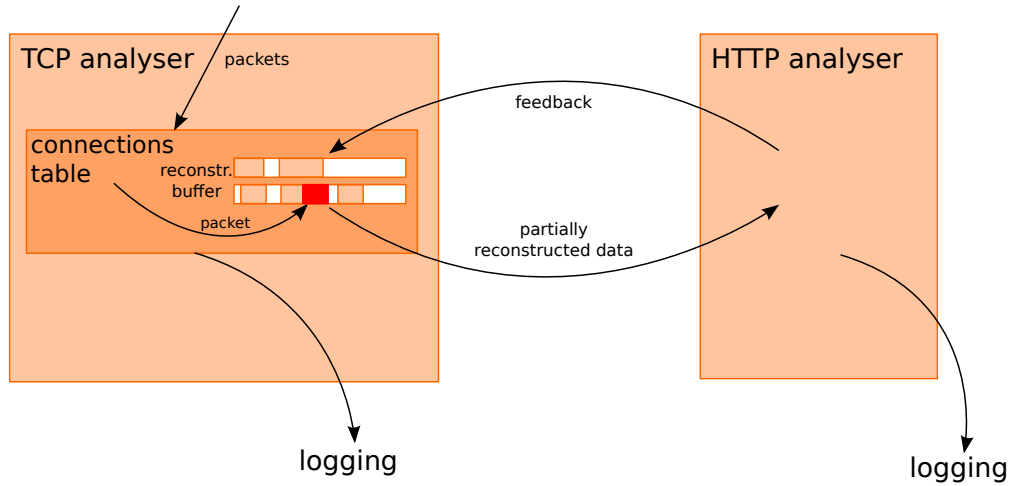 TCP analyser
packets
connections
table
reconstr.
buffer
packet
feedback
partially
reconstructed data
HTTP analyser
logging
logging